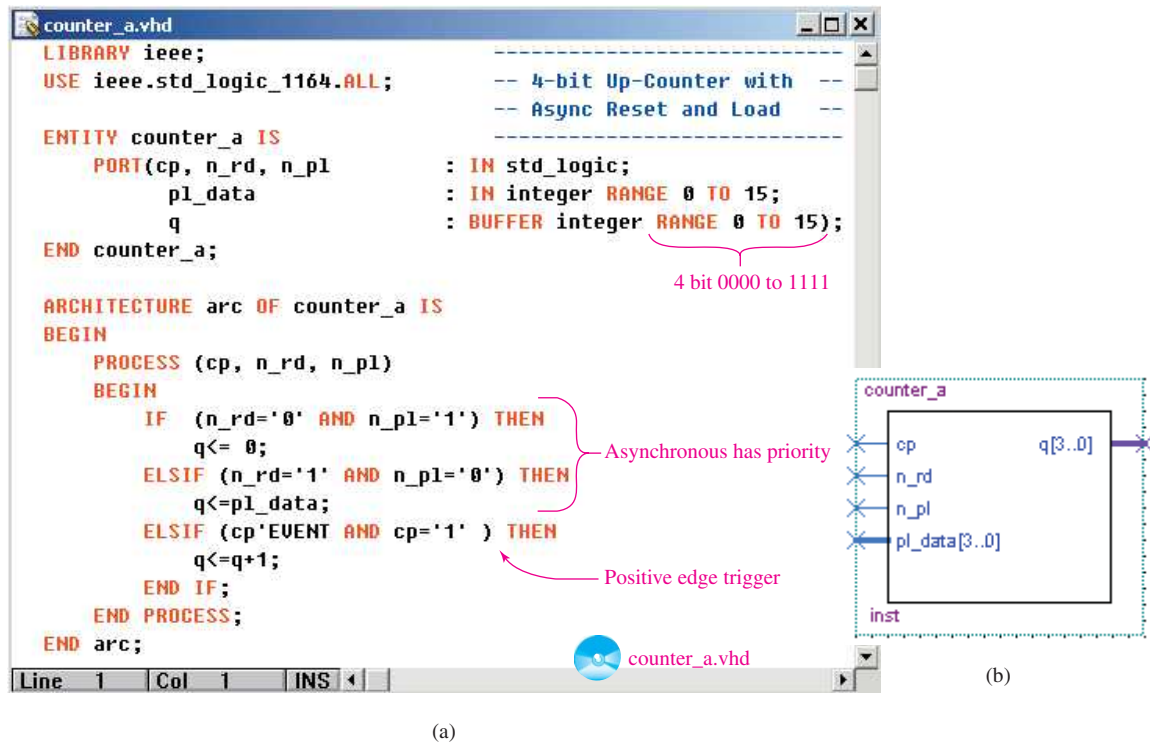 counter_a.vhd
LIBRARY ieee; ----------------------------
USE ieee.std_logic_1164.ALL; -- 4-bit Up-Counter with --
-- Async Reset and Load --
ENTITY counter_a IS ----------------------------
PORT(cp, n_rd, n_pl : IN std_logic;
pl_data : IN integer RANGE 0 TO 15;
q : BUFFER integer RANGE 0 TO 15);
END counter_a;
4 bit 0000 to 1111
ARCHITECTURE arc OF counter_a IS
BEGIN
PROCESS (cp, n_rd, n_pl)
BEGIN
IF (n_rd='0' AND n_pl='1') THEN
q<= 0;
ELSIF (n_rd='1' AND n_pl='0') THEN
q<=pl_data;
ELSIF (cp'EVENT AND cp='1' ) THEN
q<=q+1;
END IF;
END PROCESS;
END arc;
Asynchronous has priority
Positive edge trigger
counter_a.vhd
Line 1 Col 1 INS
(a)
counter_a
cp q[3..0]
n_rd
n_pl
pl_data[3..0]
inst
(b)